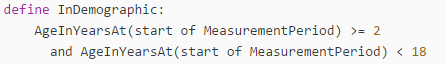 define InDemographic:
    AgeInYearsAt(start of MeasurementPeriod) >= 2
      and AgeInYearsAt(start of MeasurementPeriod) < 18